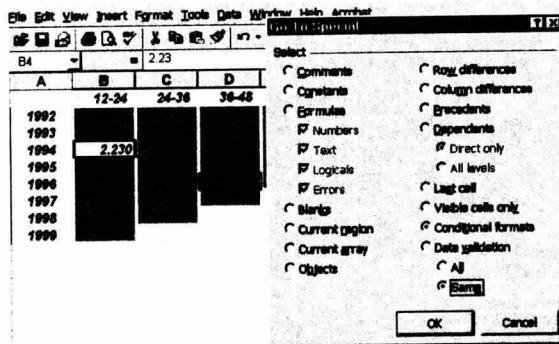 File Edit View Insert Format Tools Data Window Help Acrobat
B4 = 2.23
A B C D
12-24 24-36 36-48
1992
1993
1994 2.230
1995
1996
1997
1998
1999
Go To Special
Select
Comments
Constants
Formulas
Numbers
Text
Logicals
Errors
Blanks
Current region
Current array
Objects
Row differences
Column differences
Precedents
Dependents
Direct only
All levels
Last cell
Visible cells only
Conditional formats
Data validation
All
Same
OK Cancel